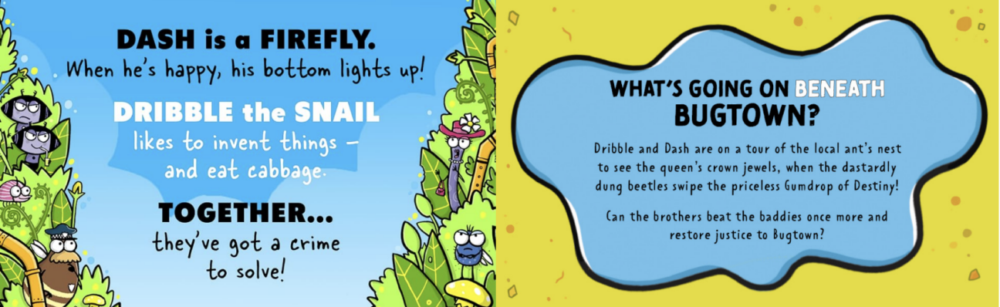 DASH is a FIREFLY.
When he's happy, his bottom lights up!
DRIBBLE the SNAIL
likes to invent things –
and eat cabbage.
TOGETHER...
they've got a crime
to solve!
WHAT'S GOING ON BENEATH
BUGTOWN?
Dribble and Dash are on a tour of the local ant's nest
to see the queen's crown jewels, when the dastardly
dung beetles swipe the priceless Gumdrop of Destiny!
Can the brothers beat the baddies once more and
restore justice to Bugtown?